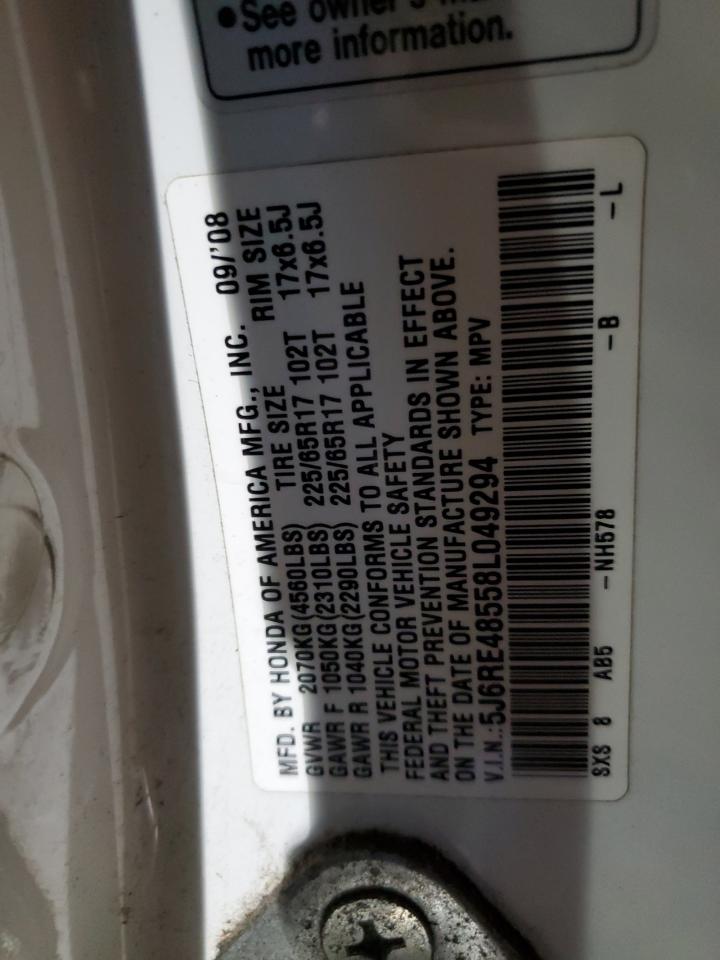 •See owner's
more information.
MFD. BY HONDA OF AMERICA MFG., INC. 09/'08
GVWR 2070KG(4560LBS) TIRE SIZE RIM SIZE
GAWR F 1050KG(2310LBS) 225/65R17 102T 17x6.5J
GAWR R 1040KG(2290LBS) 225/65R17 102T 17x6.5J
THIS VEHICLE CONFORMS TO ALL APPLICABLE
FEDERAL MOTOR VEHICLE SAFETY
AND THEFT PREVENTION STANDARDS IN EFFECT
ON THE DATE OF MANUFACTURE SHOWN ABOVE.
V.I.N.:5J6RE48558L049294 TYPE: MPV
SXS 8 AB5 -NH578 -B -L